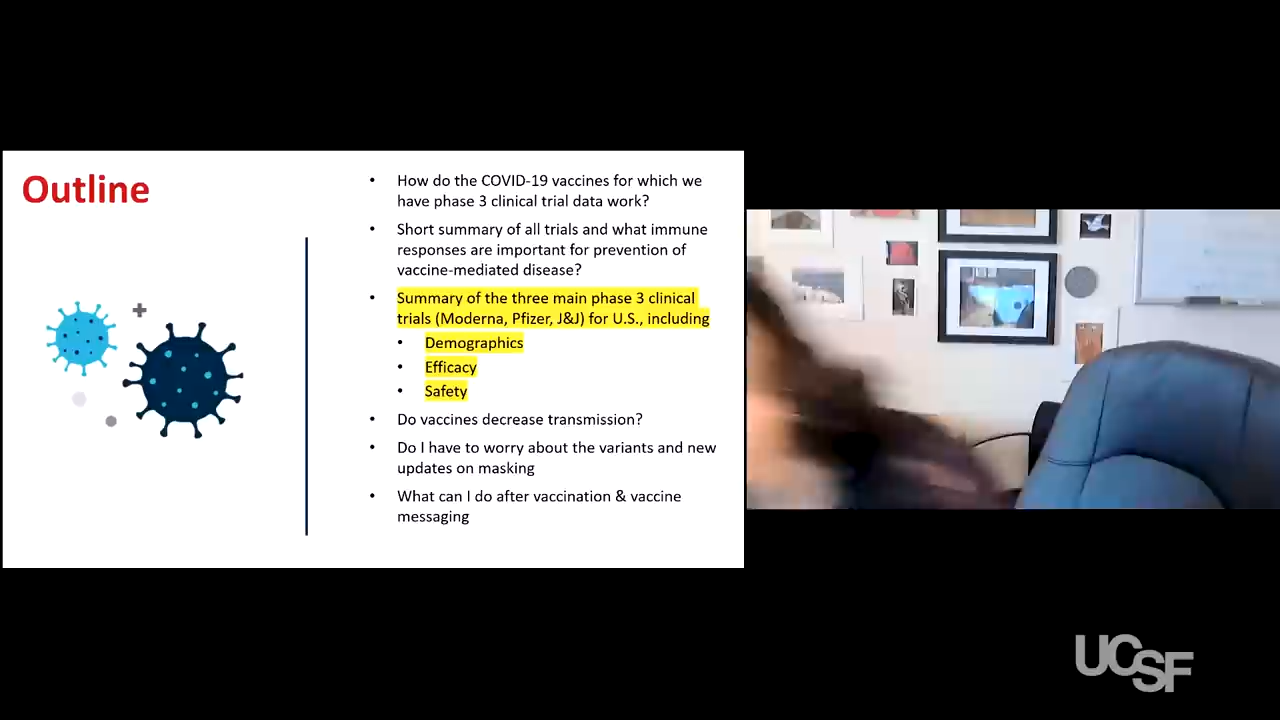 Outline
• How do the COVID-19 vaccines for which we
have phase 3 clinical trial data work?
• Short summary of all trials and what immune
responses are important for prevention of
vaccine-mediated disease?
• Summary of the three main phase 3 clinical
trials (Moderna, Pfizer, J&J) for U.S., including
• Demographics
• Efficacy
• Safety
• Do vaccines decrease transmission?
• Do I have to worry about the variants and new
updates on masking
• What can I do after vaccination & vaccine
messaging
UCSF